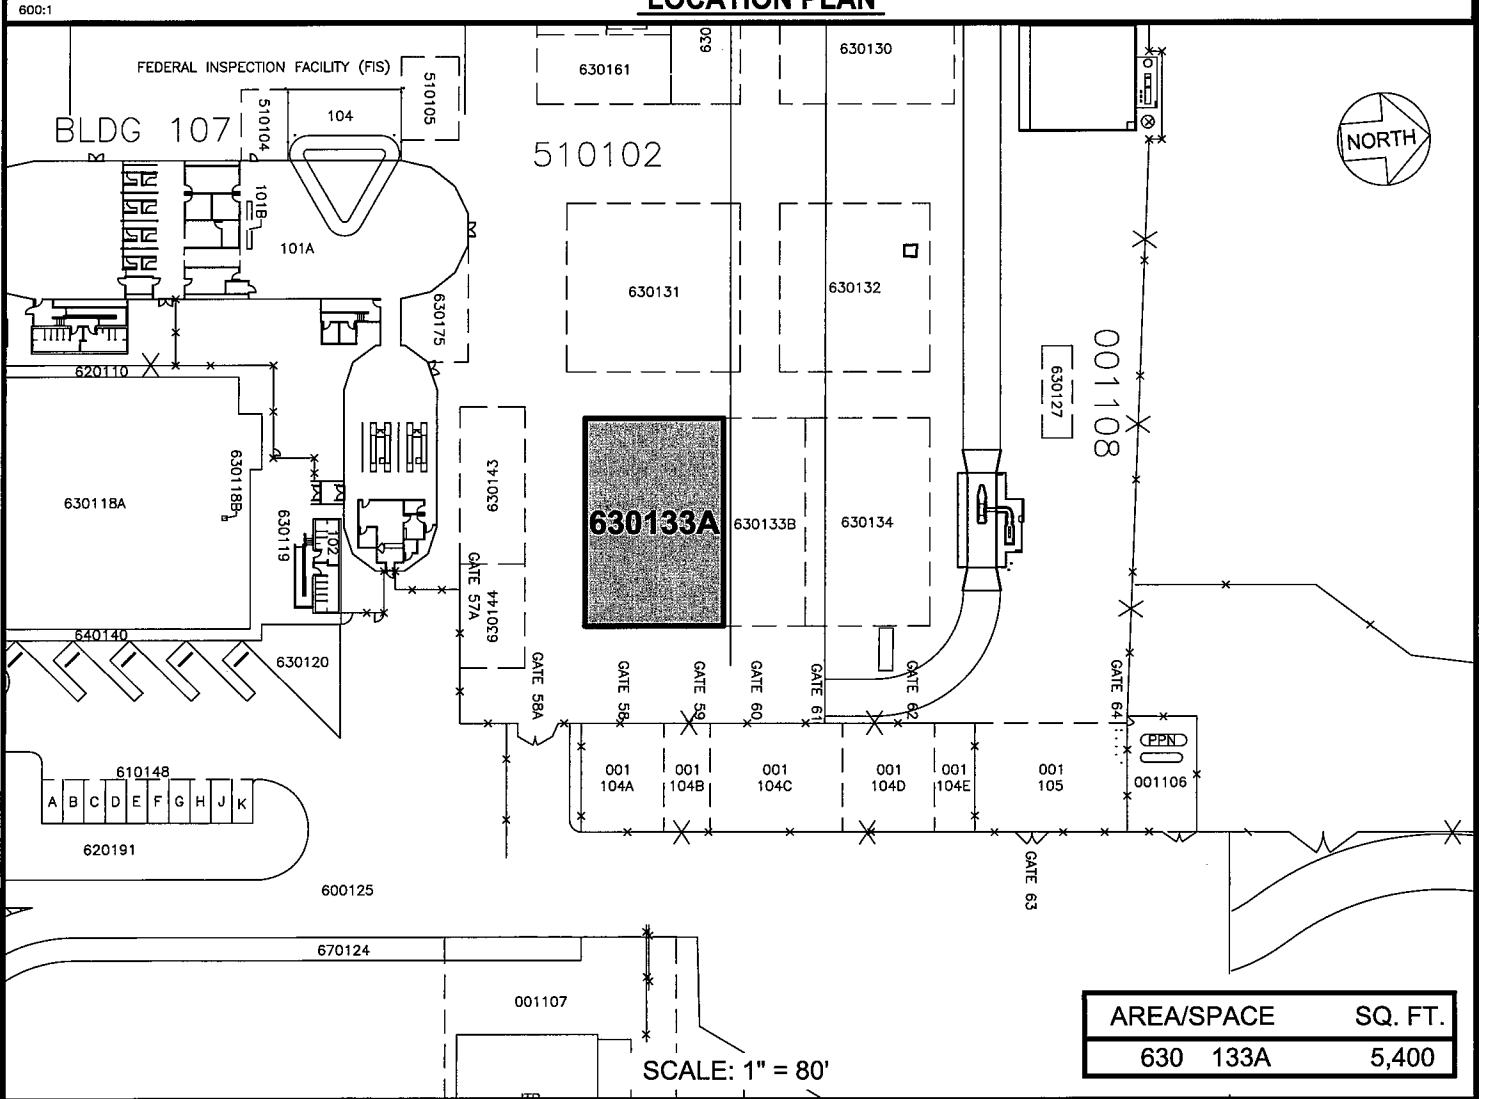 LOCATION PLAN
600:1
FEDERAL INSPECTION FACILITY (FIS)
510105
630161
630
630130
510104
104
BLDG 107
510102
NORTH
101B
101A
630175
630131
630132
001108
630127
620110
630143
630118B
630118A
630119
102
GATE 57A
630133A
630133B
630134
630144
640140
630120
GATE 58A
GATE 58
GATE 59
GATE 60
GATE 61
GATE 62
GATE 64
PPN
610148
A B C D E F G H J K
001
104A
001
104B
001
104C
001
104D
001
104E
001
105
001106
620191
600125
GATE 63
670124
001107
SCALE: 1" = 80'
AREA/SPACE SQ. FT.
630 133A 5,400